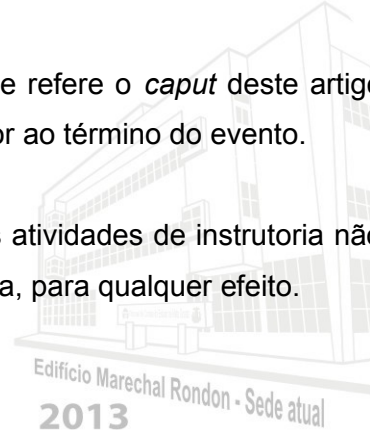 e refere o caput deste artigo
or ao término do evento.
s atividades de instrutoria não
a, para qualquer efeito.
Edifício Marechal Rondon - Sede atual
2013